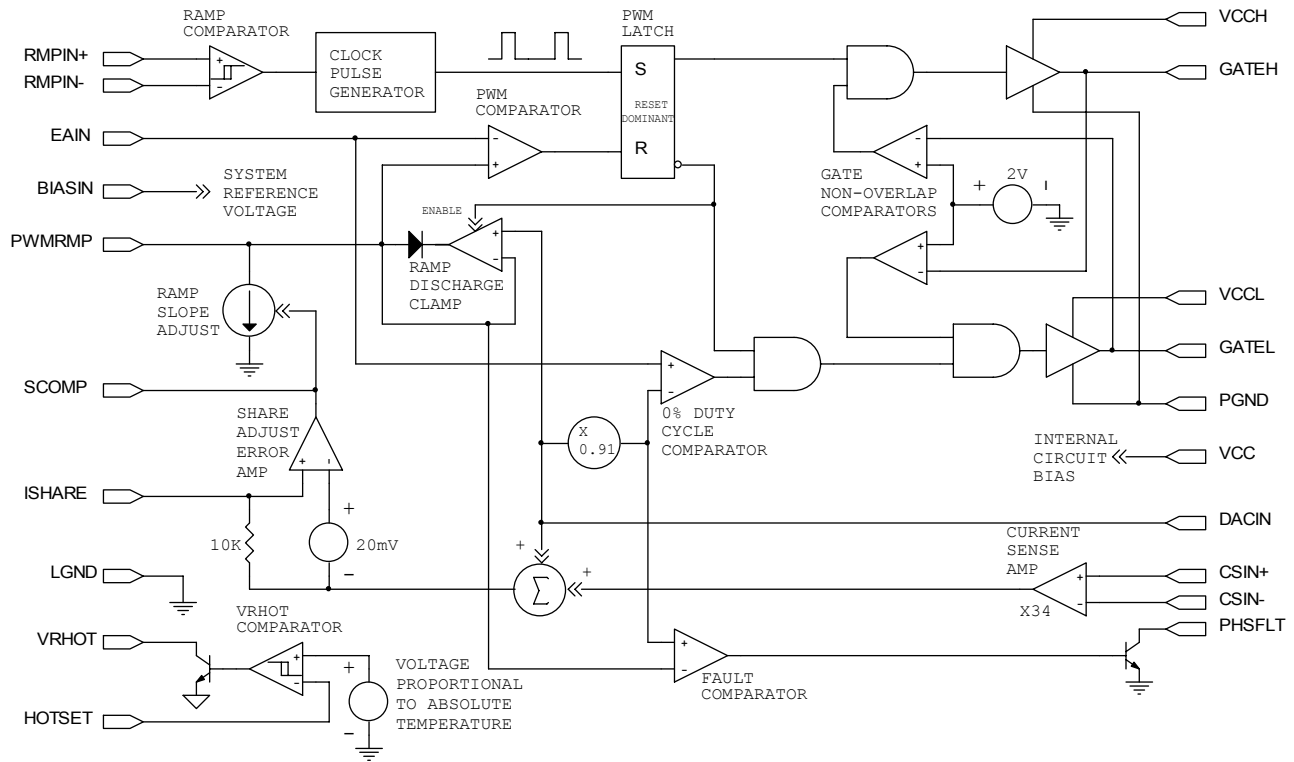 RAMP
COMPARATOR
RMPIN+
RMPIN-
+
-
CLOCK
PULSE
GENERATOR
PWM
LATCH
S
RESET
DOMINANT
R
VCCH
GATEH
PWM
COMPARATOR
-
+
EAIN
BIASIN
SYSTEM
REFERENCE
VOLTAGE
-
+
GATE
NON-OVERLAP
COMPARATORS
+
2V
-
+
-
ENABLE
PWMRMP
+
-
RAMP
DISCHARGE
CLAMP
RAMP
SLOPE
ADJUST
VCCL
GATEL
PGND
SCOMP
+
-
0% DUTY
CYCLE
COMPARATOR
X
0.91
SHARE
ADJUST
ERROR
AMP
+
-
INTERNAL
CIRCUIT
BIAS
VCC
ISHARE
10K
+
20mV
-
DACIN
+
Σ
+
CURRENT
SENSE
AMP
+
-
X34
CSIN+
CSIN-
LGND
VRHOT
COMPARATOR
VRHOT
+
-
HOTSET
+
-
VOLTAGE
PROPORTIONAL
TO ABSOLUTE
TEMPERATURE
+
-
FAULT
COMPARATOR
PHSFLT